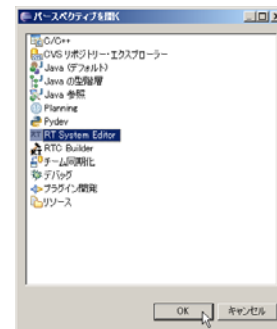 パースペクティブを開く
C/C++
CVS リポジトリー・エクスプローラー
Java (デフォルト)
Java の型階層
Java 参照
Planning
Pydev
RT System Editor
RTC Builder
チーム同期化
デバッグ
プラグイン開発
リソース
OK
キャンセル